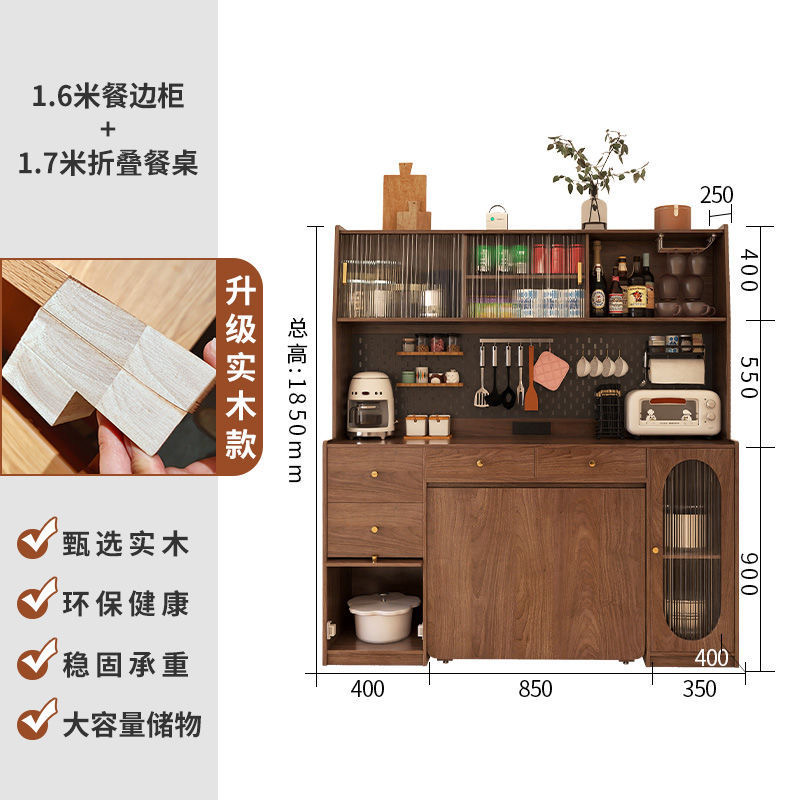 1.6米餐边柜
+
1.7米折叠餐桌
升级实木款
甄选实木
环保健康
稳固承重
大容量储物
250
400
总高:1850mm
550
900
400
400
850
350